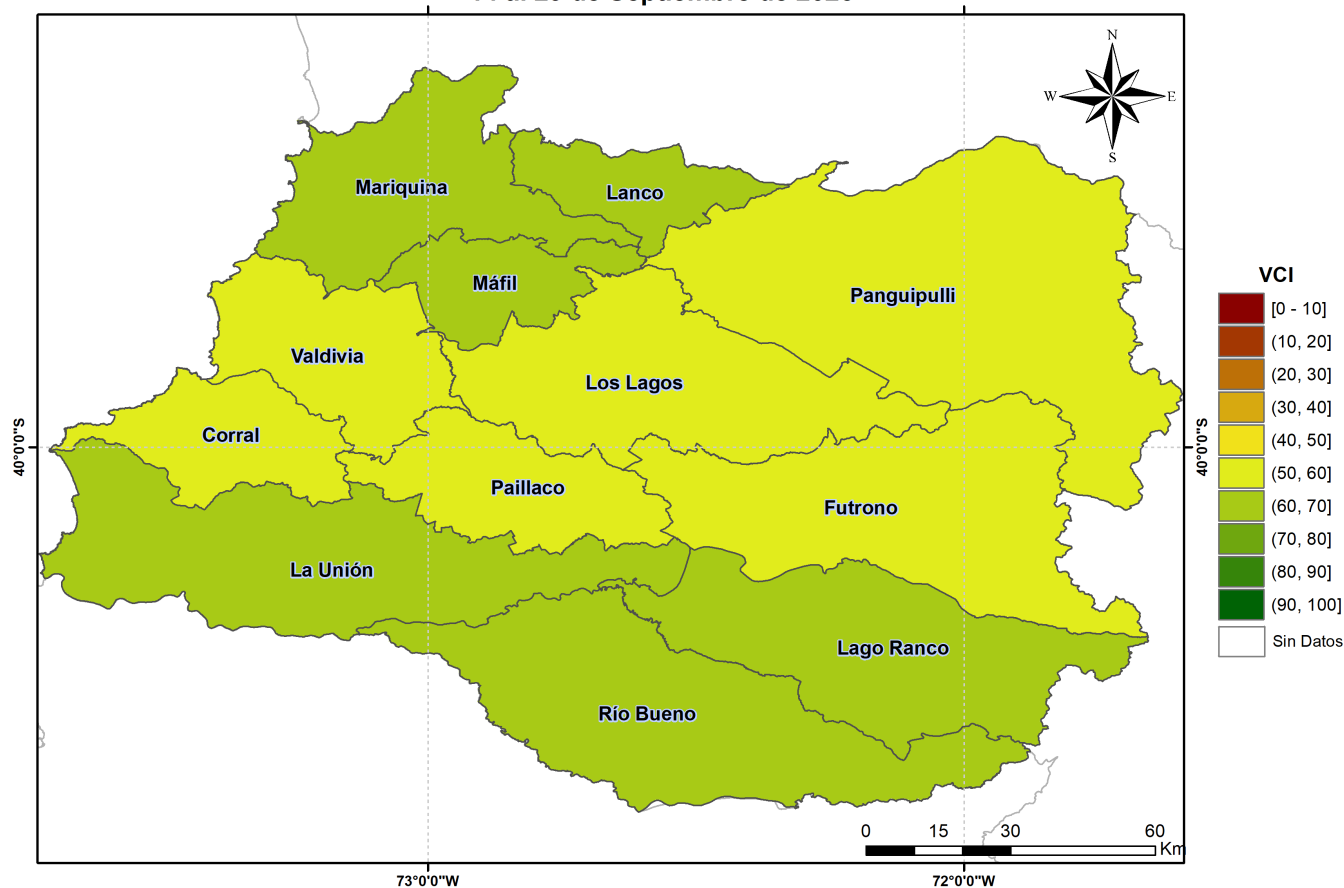 N
W E
S
Mariquina
Lanco
Máfil
Panguipulli
Valdivia
Los Lagos
Corral
Paillaco
Futrono
La Unión
Lago Ranco
Río Bueno
40°0'0"S
40°0'0"S
73°0'0"W
72°0'0"W
0 15 30 60
Km
VCI
[0 - 10]
(10, 20]
(20, 30]
(30, 40]
(40, 50]
(50, 60]
(60, 70]
(70, 80]
(80, 90]
(90, 100]
Sin Datos